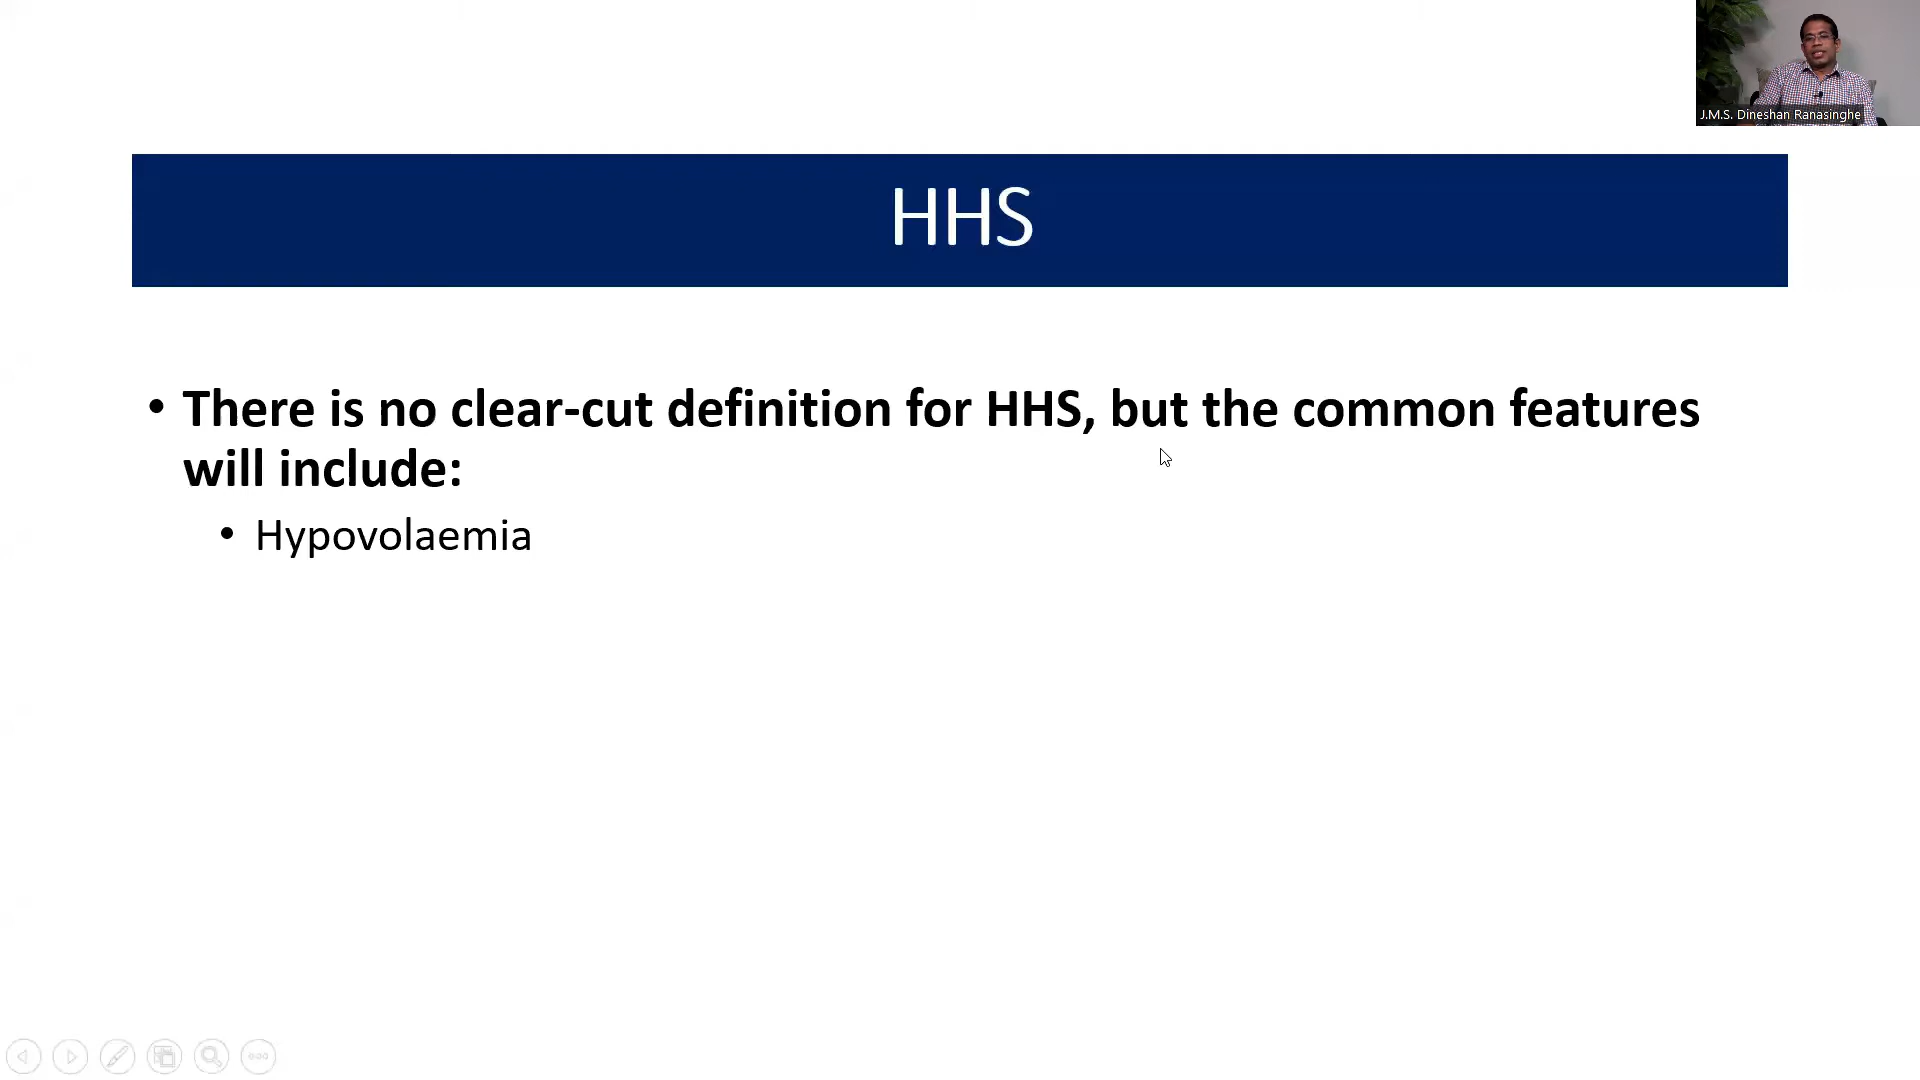 J.M.S. Dineshan Ranasinghe
HHS
• There is no clear-cut definition for HHS, but the common features
will include:
• Hypovolaemia